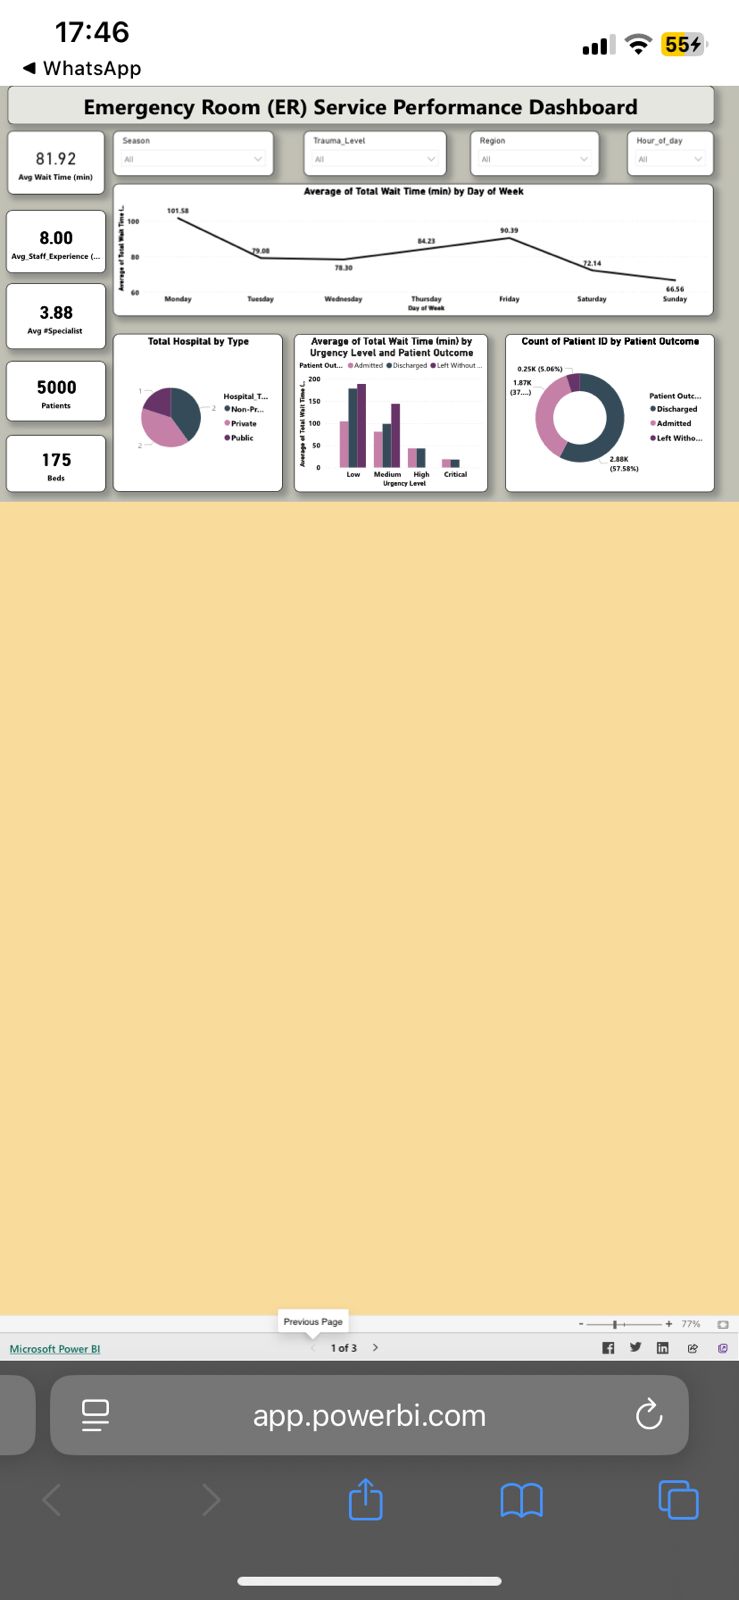 17:46
55
◀ WhatsApp
Emergency Room (ER) Service Performance Dashboard
81.92
Avg Wait Time (min)
Season
All
Trauma_Level
All
Region
All
Hour_of_day
All
8.00
Avg_Staff_Experience (...
3.88
Avg #Specialist
5000
Patients
175
Beds
Average of Total Wait Time (min) by Day of Week
Average of Total Wait Time (...
100
80
60
101.58
79.08
78.30
84.23
90.39
72.14
66.56
Monday
Tuesday
Wednesday
Thursday
Friday
Saturday
Sunday
Day of Week
Total Hospital by Type
1
2
2
Hospital_T...
Non-Pr...
Private
Public
Average of Total Wait Time (min) by
Urgency Level and Patient Outcome
Patient Out... Admitted Discharged Left Without ...
Average of Total Wait Time (...
200
150
100
50
0
Low
Medium
High
Critical
Urgency Level
Count of Patient ID by Patient Outcome
0.25K (5.06%)
1.87K
(37....)
2.88K
(57.58%)
Patient Outc...
Discharged
Admitted
Left Witho...
Previous Page
- + 77%
Microsoft Power BI
1 of 3
app.powerbi.com